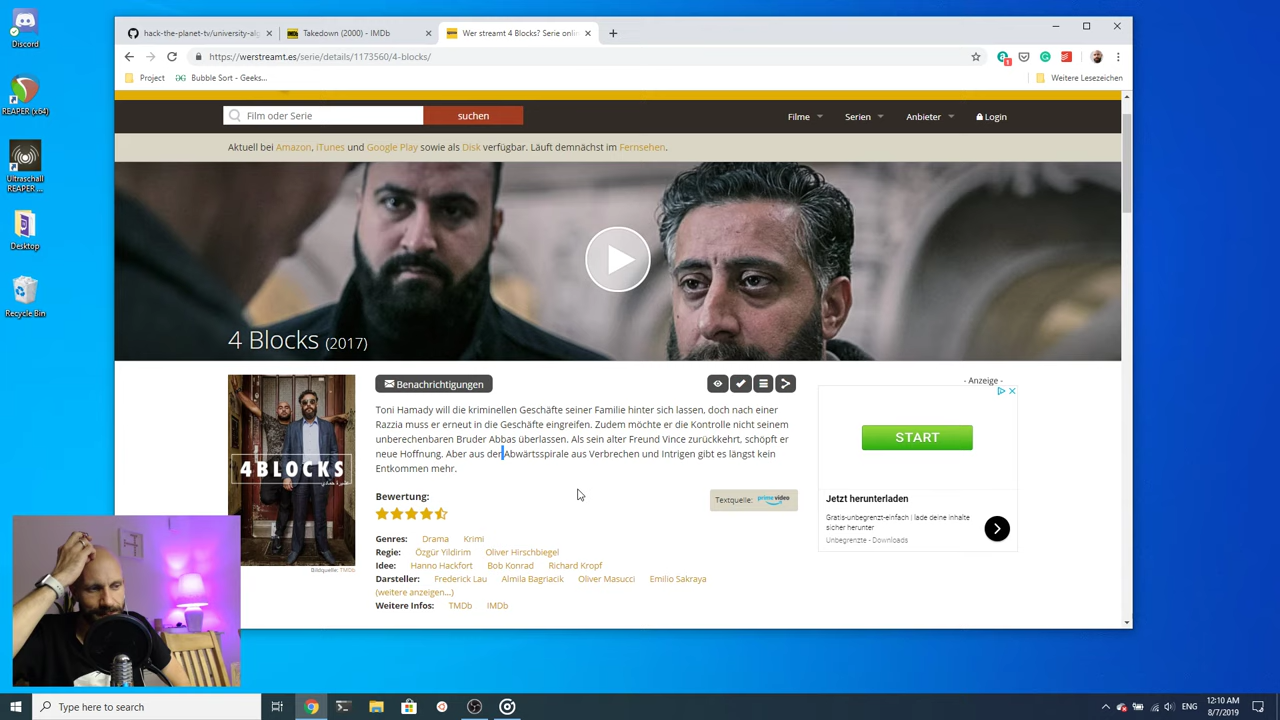 Discord
REAPER (x64)
Ultraschall
REAPER ...
Desktop
Recycle Bin
hack-the-planet-tv/university-alg
Takedown (2000) - IMDb
Wer streamt 4 Blocks? Serie onlin
https://werstreamt.es/serie/details/1173560/4-blocks/
Project
Bubble Sort - Geeks...
Weitere Lesezeichen
Film oder Serie
suchen
Filme
Serien
Anbieter
Login
Aktuell bei Amazon, iTunes und Google Play sowie als Disk verfügbar. Läuft demnächst im Fernsehen.
4 Blocks (2017)
4BLOCKS
Benachrichtigungen
Toni Hamady will die kriminellen Geschäfte seiner Familie hinter sich lassen, doch nach einer
Razzia muss er erneut in die Geschäfte eingreifen. Zudem möchte er die Kontrolle nicht seinem
unberechenbaren Bruder Abbas überlassen. Als sein alter Freund Vince zurückkehrt, schöpft er
neue Hoffnung. Aber aus der Abwärtsspirale aus Verbrechen und Intrigen gibt es längst kein
Entkommen mehr.
Bewertung:
Textquelle: prime video
Genres: Drama Krimi
Regie: Özgür Yildirim Oliver Hirschbiegel
Idee: Hanno Hackfort Bob Konrad Richard Kropf
Darsteller: Frederick Lau Almila Bagriacik Oliver Masucci Emilio Sakraya
(weitere anzeigen...)
Weitere Infos: TMDb IMDb
Bildquelle: TMDb
- Anzeige -
START
Jetzt herunterladen
Gratis-unbegrenzt-einfach | lade deine inhalte
sicher herunter
Unbegrenzte - Downloads
Type here to search
ENG
12:10 AM
8/7/2019